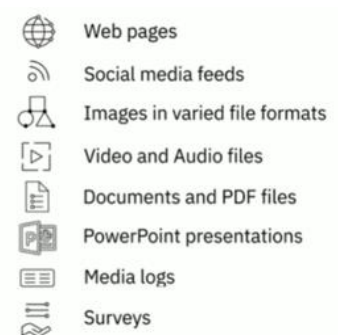 Web pages
Social media feeds
Images in varied file formats
Video and Audio files
Documents and PDF files
PowerPoint presentations
Media logs
Surveys